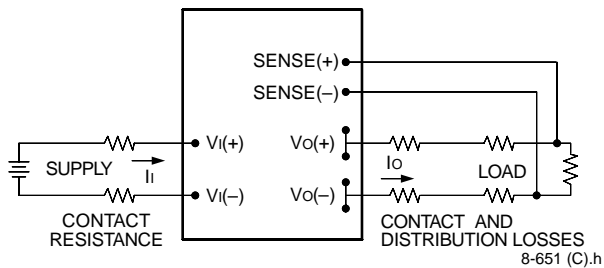 SENSE(+)
SENSE(–)
VI(+)
VO(+)
IO
SUPPLY
II
LOAD
VI(–)
VO(–)
CONTACT
RESISTANCE
CONTACT AND
DISTRIBUTION LOSSES
8-651 (C).h